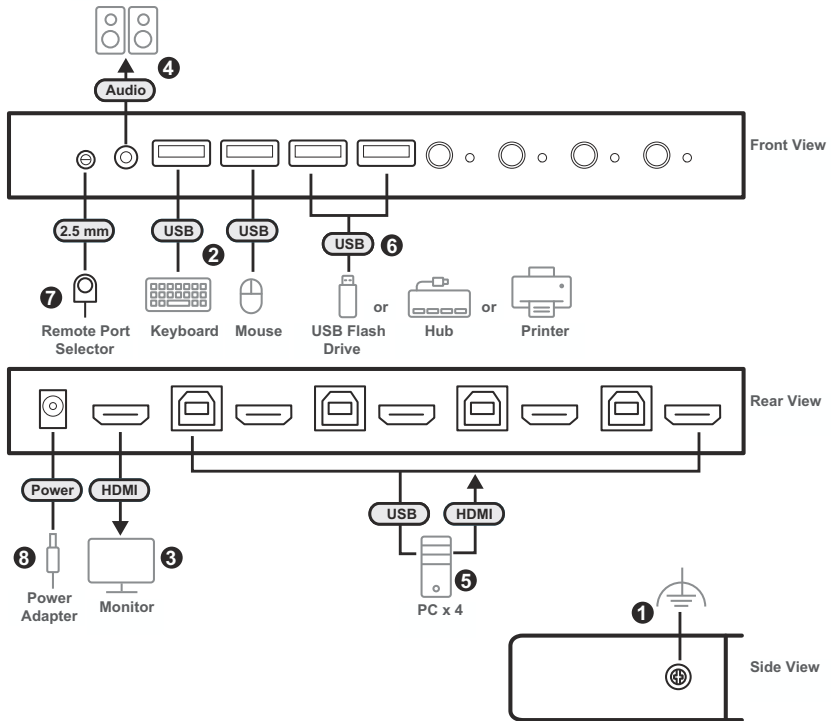 4
Audio
Front View
2.5 mm
USB
2
USB
USB
6
7
or
or
Remote Port
Selector
Keyboard
Mouse
USB Flash
Drive
Hub
Printer
Rear View
Power
HDMI
USB
HDMI
8
3
5
Power
Adapter
Monitor
PC x 4
1
Side View